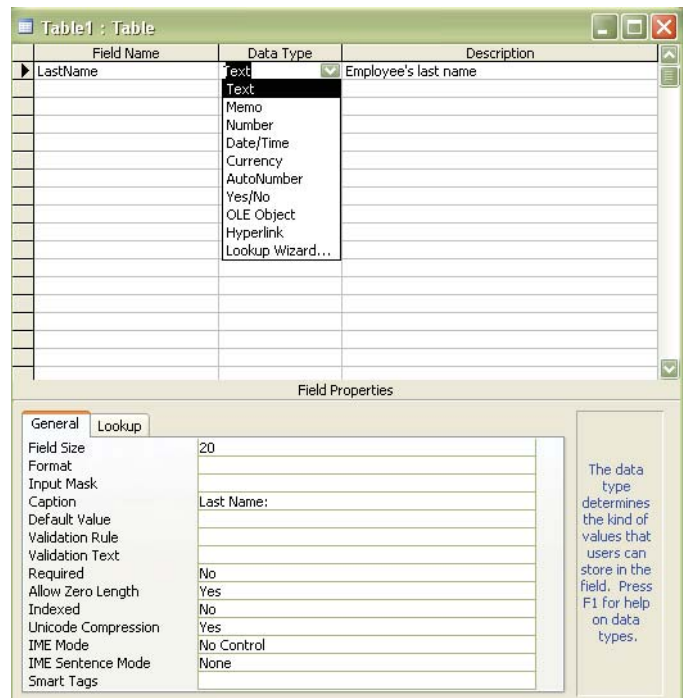 Table1 : Table
Field Name Data Type Description
LastName Text Employee's last name
Text
Memo
Number
Date/Time
Currency
AutoNumber
Yes/No
OLE Object
Hyperlink
Lookup Wizard...
Field Properties
General Lookup
Field Size 20
Format
Input Mask
Caption Last Name:
Default Value
Validation Rule
Validation Text
Required No
Allow Zero Length Yes
Indexed No
Unicode Compression Yes
IME Mode No Control
IME Sentence Mode None
Smart Tags
The data
type
determines
the kind of
values that
users can
store in the
field. Press
F1 for help
on data
types.